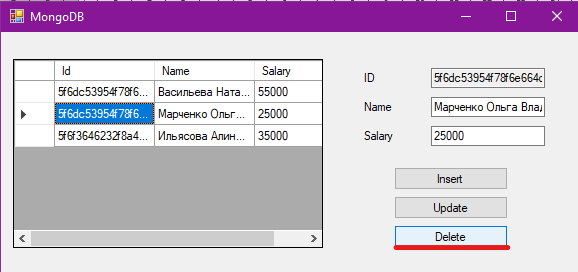 MongoDB
Id Name Salary
5f6dc53954f78f6... Васильева Ната... 55000
5f6dc53954f78f6... Марченко Ольг... 25000
5f6f3646232f8a4... Ильясова Алин... 35000
ID 5f6dc53954f78f6e664c
Name Марченко Ольга Вла
Salary 25000
Insert
Update
Delete